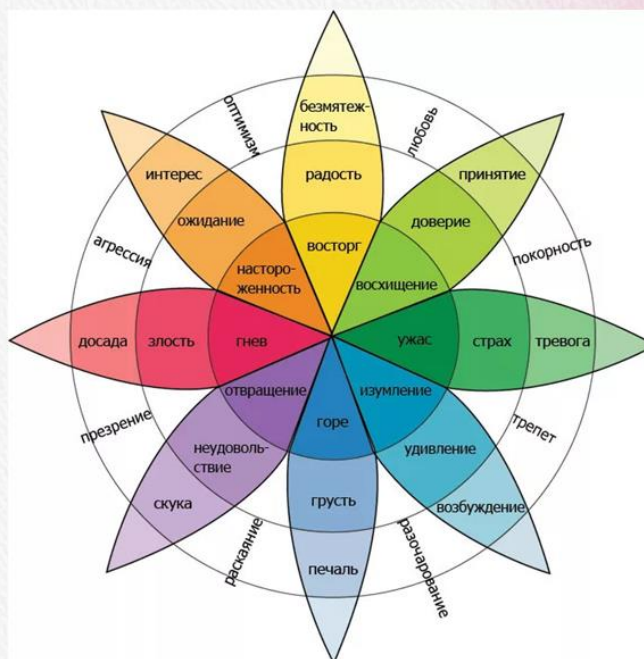 безмятеж-
ность
оптимизм
любовь
интерес
радость
принятие
ожидание
доверие
агрессия
покорность
насторо-
женность
восторг
восхищение
досада
злость
гнев
ужас
страх
тревога
отвращение
изумление
горе
презрение
трепет
неудоволь-
ствие
удивление
скука
грусть
возбуждение
раскаяние
разочарование
печаль